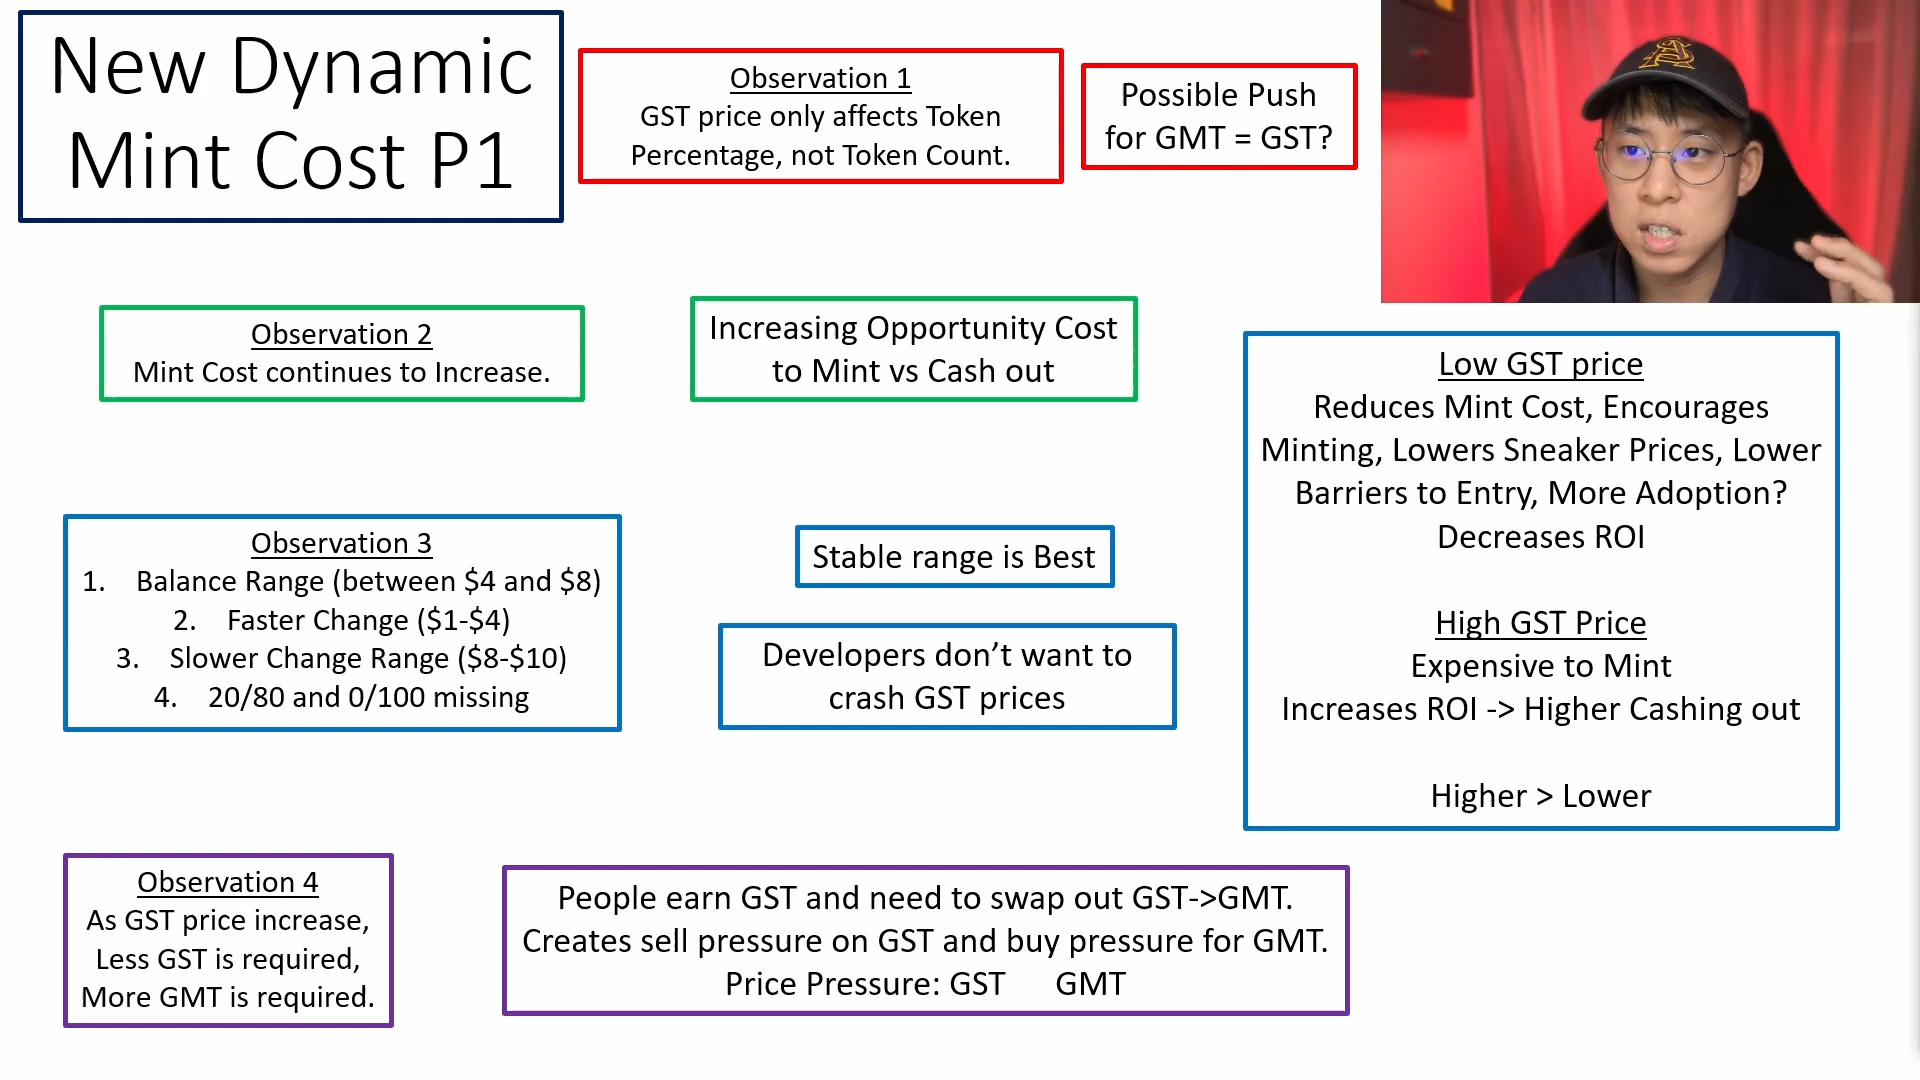 New Dynamic
Mint Cost P1
Observation 1
GST price only affects Token
Percentage, not Token Count.
Possible Push
for GMT = GST?
Observation 2
Mint Cost continues to Increase.
Increasing Opportunity Cost
to Mint vs Cash out
Observation 3
1. Balance Range (between $4 and $8)
2. Faster Change ($1-$4)
3. Slower Change Range ($8-$10)
4. 20/80 and 0/100 missing
Stable range is Best
Developers don’t want to
crash GST prices
Low GST price
Reduces Mint Cost, Encourages
Minting, Lowers Sneaker Prices, Lower
Barriers to Entry, More Adoption?
Decreases ROI
High GST Price
Expensive to Mint
Increases ROI -> Higher Cashing out
Higher > Lower
Observation 4
As GST price increase,
Less GST is required,
More GMT is required.
People earn GST and need to swap out GST->GMT.
Creates sell pressure on GST and buy pressure for GMT.
Price Pressure: GST GMT